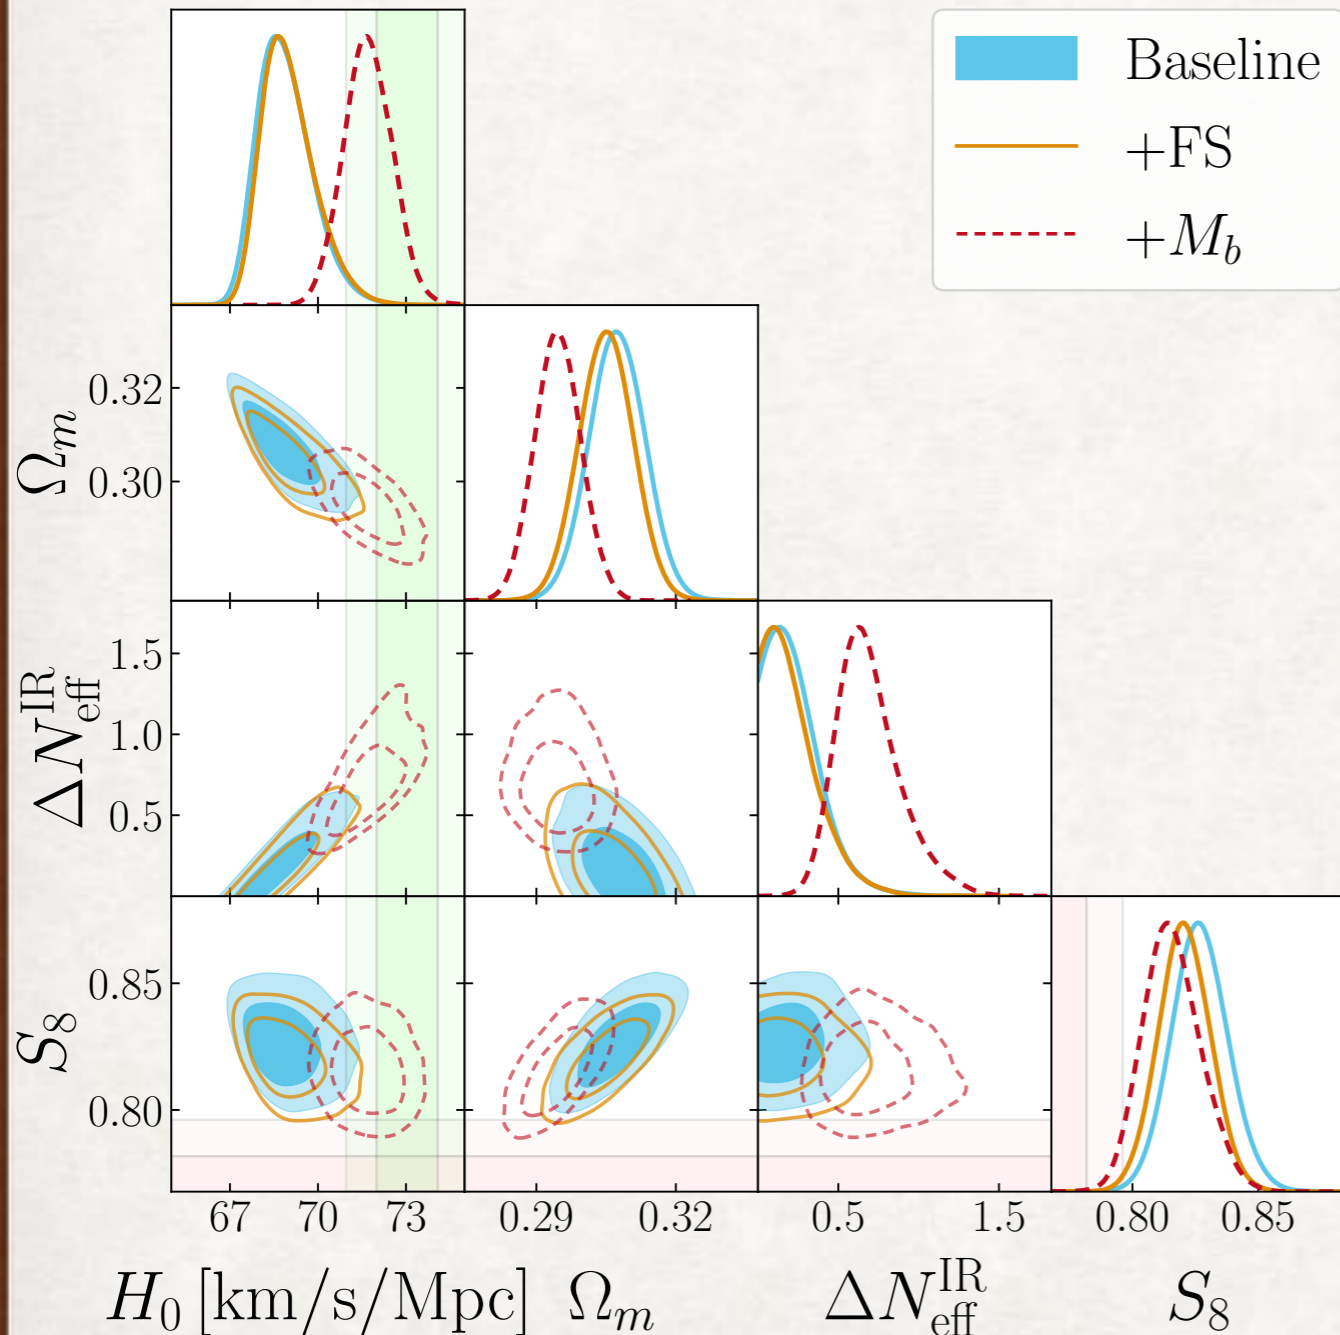 Baseline
+FS
+M_b
Ω_m
0.32
0.30
ΔN_eff^IR
1.5
1.0
0.5
S_8
0.85
0.80
67 70 73 0.29 0.32 0.5 1.5 0.80 0.85
H_0 [km/s/Mpc] Ω_m ΔN_eff^IR S_8